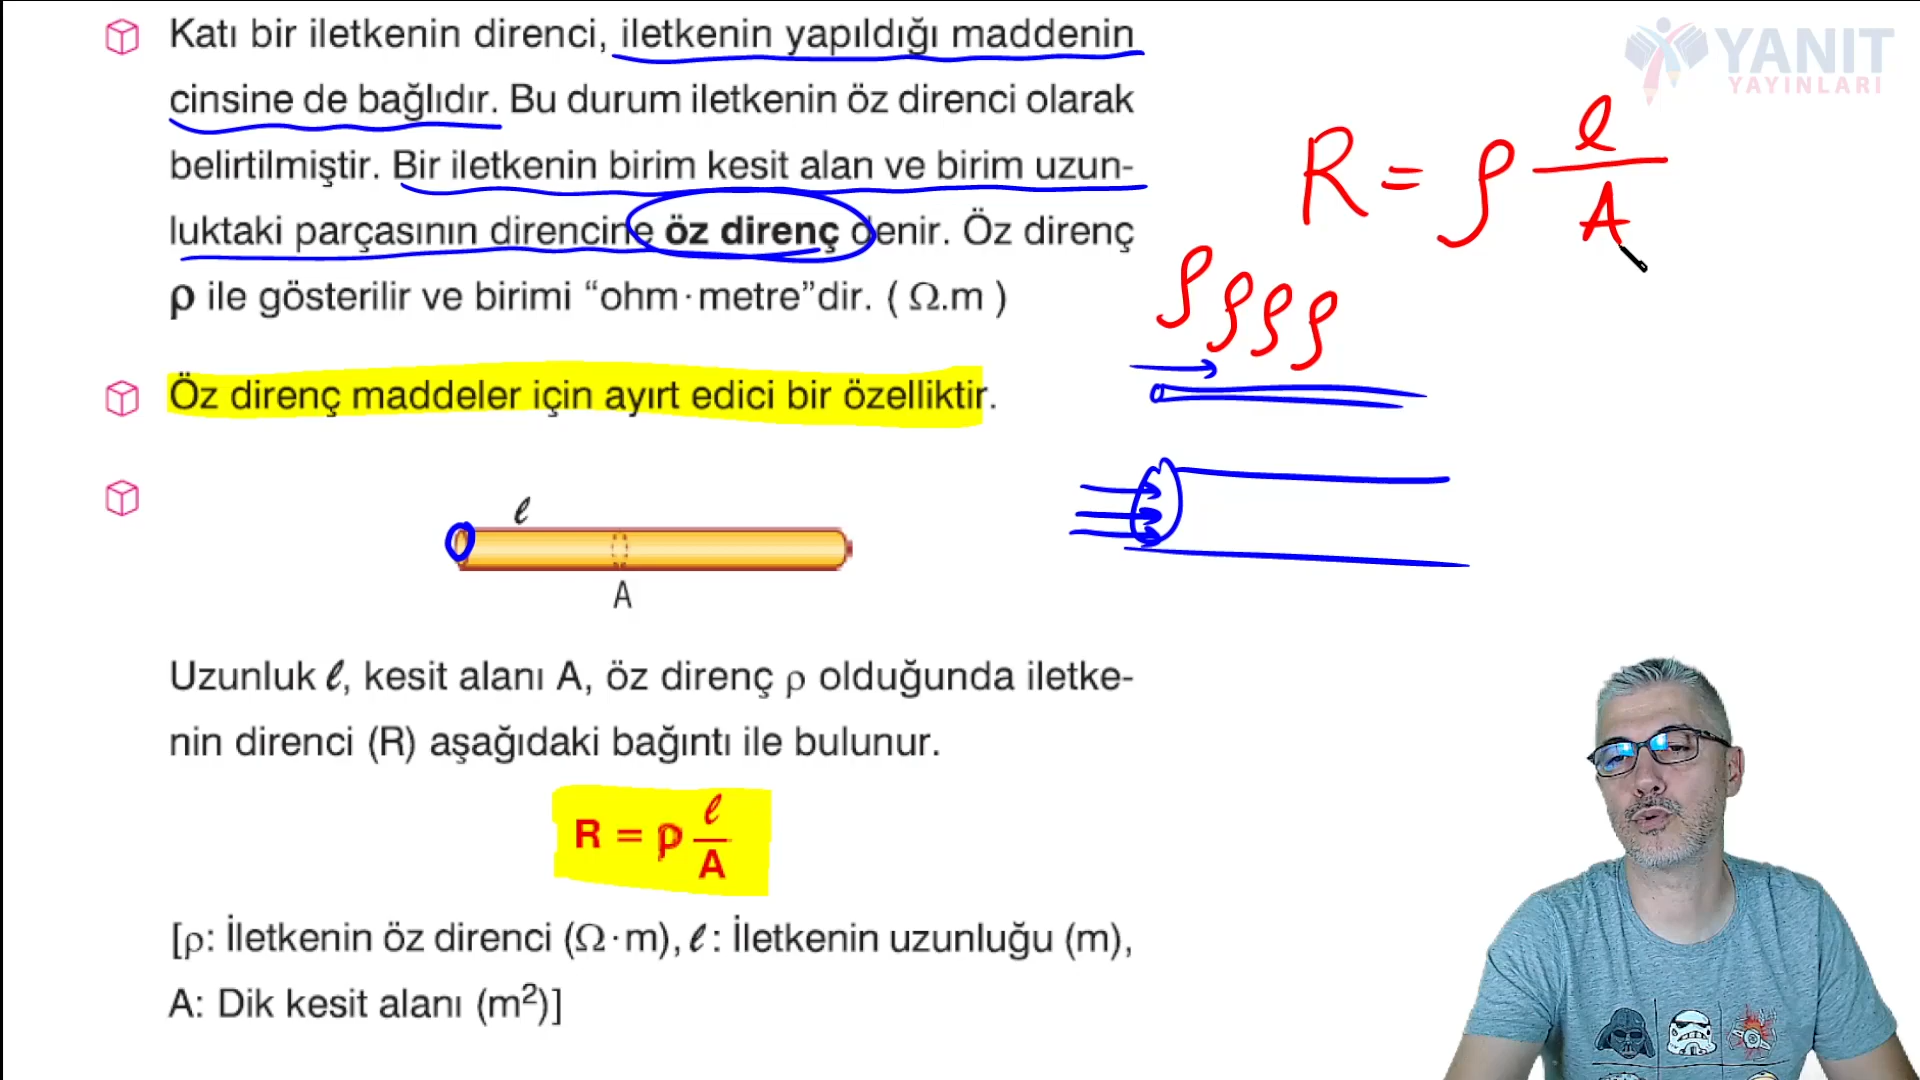 Katı bir iletkenin direnci, iletkenin yapıldığı maddenin
cinsine de bağlıdır. Bu durum iletkenin öz direnci olarak
belirtilmiştir. Bir iletkenin birim kesit alan ve birim uzun-
luktaki parçasının direncine öz direnç denir. Öz direnç
ρ ile gösterilir ve birimi “ohm·metre”dir. ( Ω.m )
Öz direnç maddeler için ayırt edici bir özelliktir.
ℓ
A
Uzunluk ℓ, kesit alanı A, öz direnç ρ olduğunda iletke-
nin direnci (R) aşağıdaki bağıntı ile bulunur.
R = ρ ℓ/A
[ρ: İletkenin öz direnci (Ω·m), ℓ: İletkenin uzunluğu (m),
A: Dik kesit alanı (m²)]
YANIT
YAYINLARI
R = ρ ℓ/A
ρ ρ ρ ρ